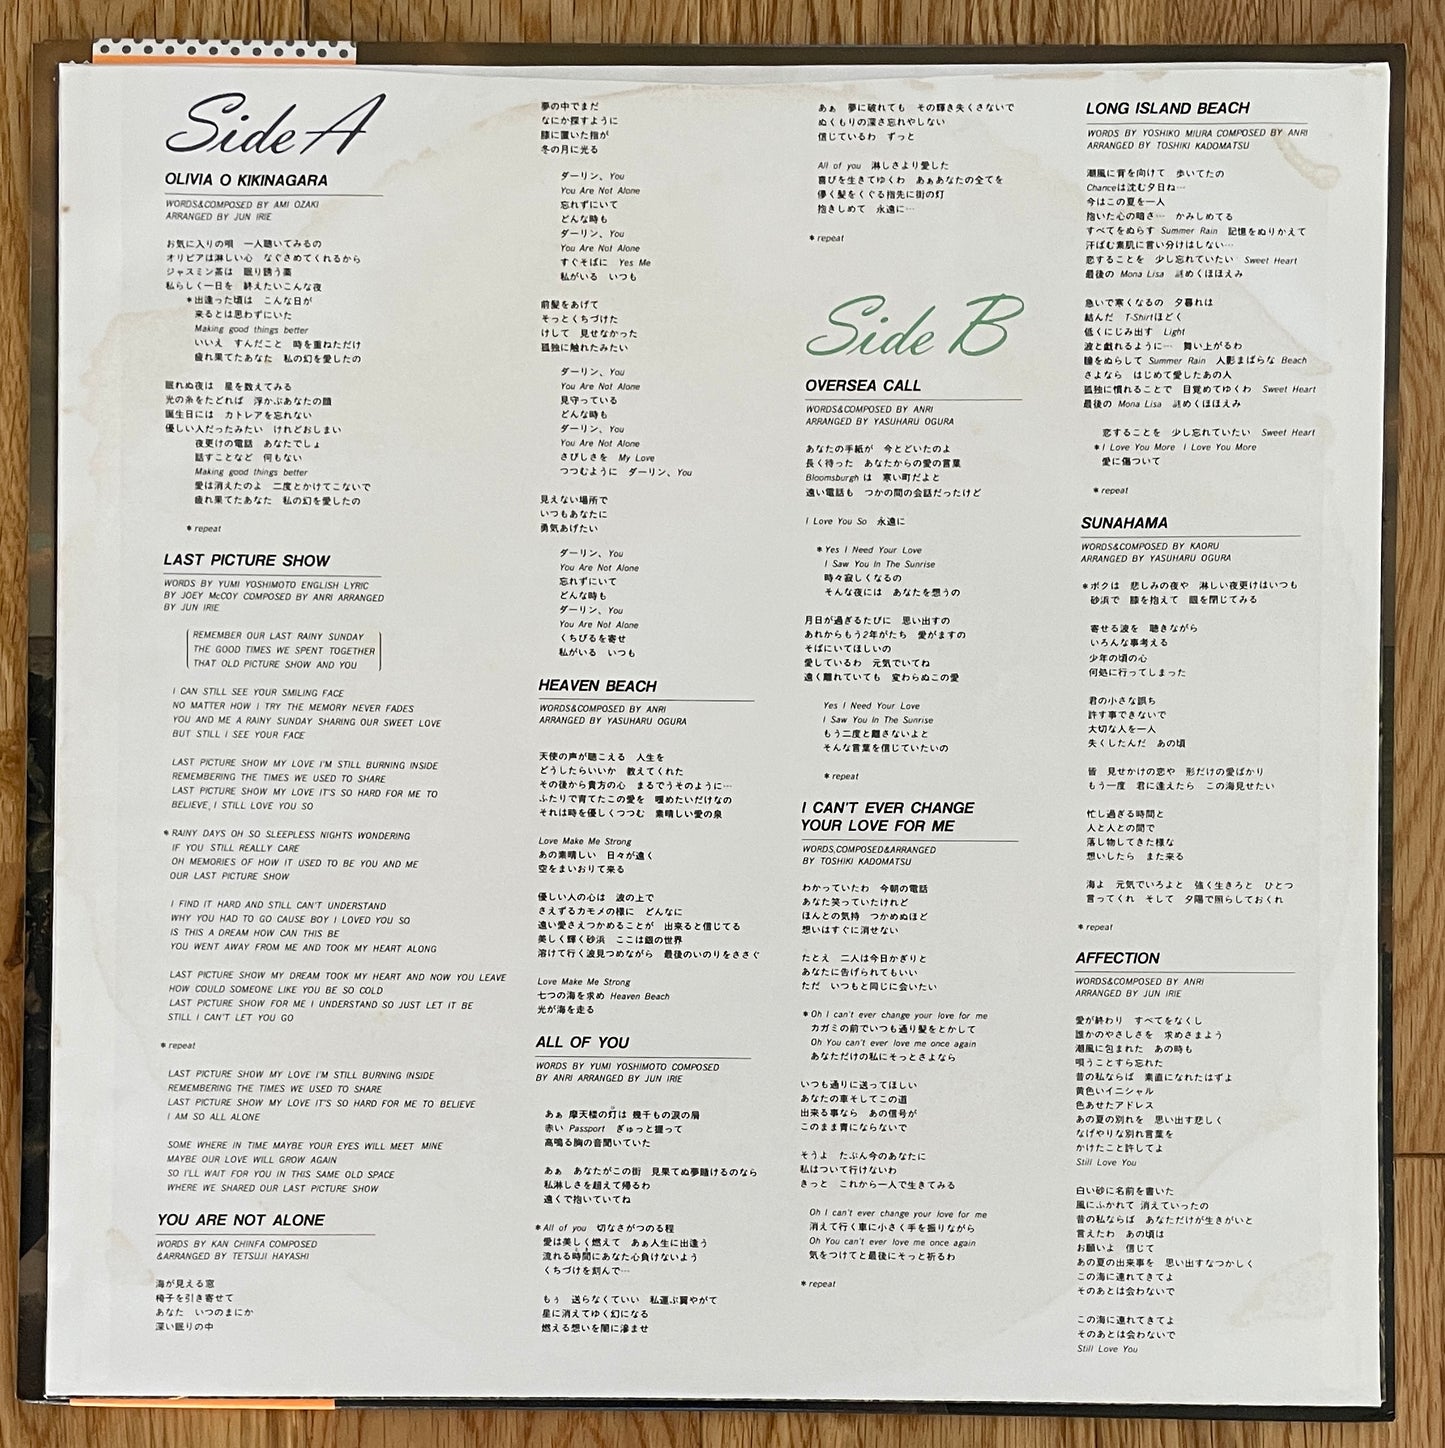 Side A
OLIVIA O KIKINAGARA
WORDS&COMPOSED BY AMI OZAKI
ARRANGED BY JUN IRIE
お気に入りの唄 一人聴いてみるの
オリビアは淋しい心 なぐさめてくれるから
ジャスミン茶は 眠り誘う薬
私らしく一日を 終えたいこんな夜
*出逢った頃は こんな日が
来るとは思わずにいた
Making good things better
いいえ すんだこと 時を重ねただけ
疲れ果てたあなた 私の幻を愛したの
眠れぬ夜は 星を数えてみる
光の糸をたどれば 浮かぶあなたの顔
誕生日には カトレアを忘れない
優しい人だったみたい けれどおしまい
夜更けの電話 あなたでしょ
話すことなど 何もない
Making good things better
愛は消えたのよ 二度とかけてこないで
疲れ果てたあなた 私の幻を愛したの
*repeat
LAST PICTURE SHOW
WORDS BY YUMI YOSHIMOTO ENGLISH LYRIC
BY JOEY McCOY COMPOSED BY ANRI ARRANGED
BY JUN IRIE
REMEMBER OUR LAST RAINY SUNDAY
THE GOOD TIMES WE SPENT TOGETHER
THAT OLD PICTURE SHOW AND YOU
I CAN STILL SEE YOUR SMILING FACE
NO MATTER HOW I TRY THE MEMORY NEVER FADES
YOU AND ME A RAINY SUNDAY SHARING OUR SWEET LOVE
BUT STILL I SEE YOUR FACE
LAST PICTURE SHOW MY LOVE I'M STILL BURNING INSIDE
REMEMBERING THE TIMES WE USED TO SHARE
LAST PICTURE SHOW MY LOVE IT'S SO HARD FOR ME TO
BELIEVE, I STILL LOVE YOU SO
*RAINY DAYS OH SO SLEEPLESS NIGHTS WONDERING
IF YOU STILL REALLY CARE
OH MEMORIES OF HOW IT USED TO BE YOU AND ME
OUR LAST PICTURE SHOW
I FIND IT HARD AND STILL CAN'T UNDERSTAND
WHY YOU HAD TO GO CAUSE BOY I LOVED YOU SO
IS THIS A DREAM HOW CAN THIS BE
YOU WENT AWAY FROM ME AND TOOK MY HEART ALONG
LAST PICTURE SHOW MY DREAM TOOK MY HEART AND NOW YOU LEAVE
HOW COULD SOMEONE LIKE YOU BE SO COLD
LAST PICTURE SHOW FOR ME I UNDERSTAND SO JUST LET IT BE
STILL I CAN'T LET YOU GO
*repeat
LAST PICTURE SHOW MY LOVE I'M STILL BURNING INSIDE
REMEMBERING THE TIMES WE USED TO SHARE
LAST PICTURE SHOW MY LOVE IT'S SO HARD FOR ME TO BELIEVE
I AM SO ALL ALONE
SOME WHERE IN TIME MAYBE YOUR EYES WILL MEET MINE
MAYBE OUR LOVE WILL GROW AGAIN
SO I'LL WAIT FOR YOU IN THIS SAME OLD SPACE
WHERE WE SHARED OUR LAST PICTURE SHOW
YOU ARE NOT ALONE
WORDS BY KAN CHINFA COMPOSED
&ARRANGED BY TETSUJI HAYASHI
海が見える窓
椅子を引き寄せて
あなた いつのまにか
深い眠りの中
夢の中でまだ
なにか探すように
膝に置いた指が
冬の月に光る
ダーリン、You
You Are Not Alone
忘れずにいて
どんな時も
ダーリン、You
You Are Not Alone
すぐそばに Yes Me
私がいる いつも
前髪をあげて
そっとくちづけた
けして 見せなかった
孤独に触れたみたい
ダーリン、You
You Are Not Alone
見守っている
どんな時も
ダーリン、You
You Are Not Alone
さびしさを My Love
つつむように ダーリン、You
見えない場所で
いつもあなたに
勇気あげたい
ダーリン、You
You Are Not Alone
忘れずにいて
どんな時も
ダーリン、You
You Are Not Alone
くちびるを寄せ
私がいる いつも
HEAVEN BEACH
WORDS&COMPOSED BY ANRI
ARRANGED BY YASUHARU OGURA
天使の声が聴こえる 人生を
どうしたらいいか 教えてくれた
その後から貴方の心 まるでうそのように…
ふたりで育てたこの愛を 暖めたいだけなの
それは時を優しくつつむ 素晴しい愛の泉
Love Make Me Strong
あの素晴しい 日々が遠く
空をまいおりて来る
優しい人の心は 波の上で
さえずるカモメの様に どんなに
遠い愛さえつかめることが 出来ると信じてる
美しく輝く砂浜 ここは銀の世界
溶けて行く波見つめながら 最後のいのりをささぐ
Love Make Me Strong
七つの海を求め Heaven Beach
光が海を走る
ALL OF YOU
WORDS BY YUMI YOSHIMOTO COMPOSED
BY ANRI ARRANGED BY JUN IRIE
あぁ 摩天楼の灯は 幾千もの涙の扇
赤い Passport ぎゅっと握って
高鳴る胸の音聞いていた
あぁ あなたがこの街 見果てぬ夢賭けるのなら
私淋しさを超えて帰るわ
遠くで抱いていてね
*All of you 切なさがつのる程
愛は美しく燃えて あぁ人生に出逢う
流れる時間にあなた心負けないよう
くちづけを刻んで…
もぅ 送らなくていい 私運ぶ翼やがて
星に消えてゆく幻になる
燃える想いを闇に滲ませ
あぁ 夢に破れても その輝き失くさないで
ぬくもりの深さ忘れやしない
信じているわ ずっと
All of you 淋しさより愛した
喜びを生きてゆくわ あぁあなたの全てを
儚く髪をくぐる指先に街の灯
抱きしめて 永遠に…
*repeat
Side B
OVERSEA CALL
WORDS&COMPOSED BY ANRI
ARRANGED BY YASUHARU OGURA
あなたの手紙が 今とどいたのよ
長く待った あなたからの愛の言葉
Bloomsburgh は 寒い町だよと
遠い電話も つかの間の会話だったけど
I Love You So 永遠に
*Yes I Need Your Love
I Saw You In The Sunrise
時々寂しくなるの
そんな夜には あなたを想うの
月日が過ぎるたびに 思い出すの
あれからもう2年がたち 愛がますの
そばにいてほしいの
愛しているわ 元気でいてね
遠く離れていても 変わらぬこの愛
Yes I Need Your Love
I Saw You In The Sunrise
もう二度と離さないよと
そんな言葉を信じていたいの
*repeat
I CAN'T EVER CHANGE
YOUR LOVE FOR ME
WORDS,COMPOSED&ARRANGED
BY TOSHIKI KADOMATSU
わかっていたわ 今朝の電話
あなた笑っていたけれど
ほんとの気持 つかめぬほど
想いはすぐに消せない
たとえ 二人は今日かぎりと
あなたに告げられてもいい
ただ いつもと同じに会いたい
*Oh I can't ever change your love for me
カガミの前でいつも通り髪をとかして
Oh You can't ever love me once again
あなただけの私にそっとさよなら
いつも通りに送ってほしい
あなたの車そしてこの道
出来る事なら あの信号が
このまま青にならないで
そうよ たぶん今のあなたに
私はついて行けないわ
きっと これから一人で生きてみる
Oh I can't ever change your love for me
消えて行く車に小さく手を振りながら
Oh You can't ever love me once again
気をつけてと最後にそっと祈るわ
*repeat
LONG ISLAND BEACH
WORDS BY YOSHIKO MIURA COMPOSED BY ANRI
ARRANGED BY TOSHIKI KADOMATSU
潮風に背を向けて 歩いてたの
Chanceは沈む夕日ね…
今はこの夏を一人
抱いた心の暗さ… かみしめてる
すべてをぬらす Summer Rain 記憶をぬりかえて
汗ばむ素肌に言い分けはしない…
恋することを 少し忘れていたい Sweet Heart
最後の Mona Lisa 謎めくほほえみ
急いで寒くなるの 夕暮れは
結んだ T-Shirtほどく
低くにじみ出す Light
波と戯れるように… 舞い上がるわ
瞳をぬらして Summer Rain 人影まばらな Beach
さよなら はじめて愛したあの人
孤独に慣れることで 目覚めてゆくわ Sweet Heart
最後の Mona Lisa 謎めくほほえみ
恋することを 少し忘れていたい Sweet Heart
*I Love You More I Love You More
愛に傷ついて
*repeat
SUNAHAMA
WORDS&COMPOSED BY KAORU
ARRANGED BY YASUHARU OGURA
*ボクは 悲しみの夜や 淋しい夜更けはいつも
砂浜で 膝を抱えて 眼を閉じてみる
寄せる波を 聴きながら
いろんな事考える
少年の頃の心
何処に行ってしまった
君の小さな誤ち
許す事できないで
大切な人を一人
失くしたんだ あの頃
皆 見せかけの恋や 形だけの愛ばかり
もう一度 君に逢えたら この海見せたい
忙し過ぎる時間と
人と人との間で
落し物してきた様な
想いしたら また来る
海よ 元気でいろよと 強く生きろと ひとつ
言ってくれ そして 夕陽で照らしておくれ
*repeat
AFFECTION
WORDS&COMPOSED BY ANRI
ARRANGED BY JUN IRIE
愛が終わり すべてをなくし
誰かのやさしさを 求めさまよう
潮風に包まれた あの時も
唄うことすら忘れた
昔の私ならば 素直になれたはずよ
黄色いイニシャル
色あせたアドレス
あの夏の別れを 思い出す悲しく
なげやりな別れ言葉を
かけたこと許してよ
Still Love You
白い砂に名前を書いた
風にふかれて 消えていったの
昔の私ならば あなただけが生きがいと
言えたわ あの頃は
お願いよ 信じて
あの夏の出来事を 思い出すなつかしく
この海に連れてきてよ
そのあとは会わないで
この海に連れてきてよ
そのあとは会わないで
Still Love You